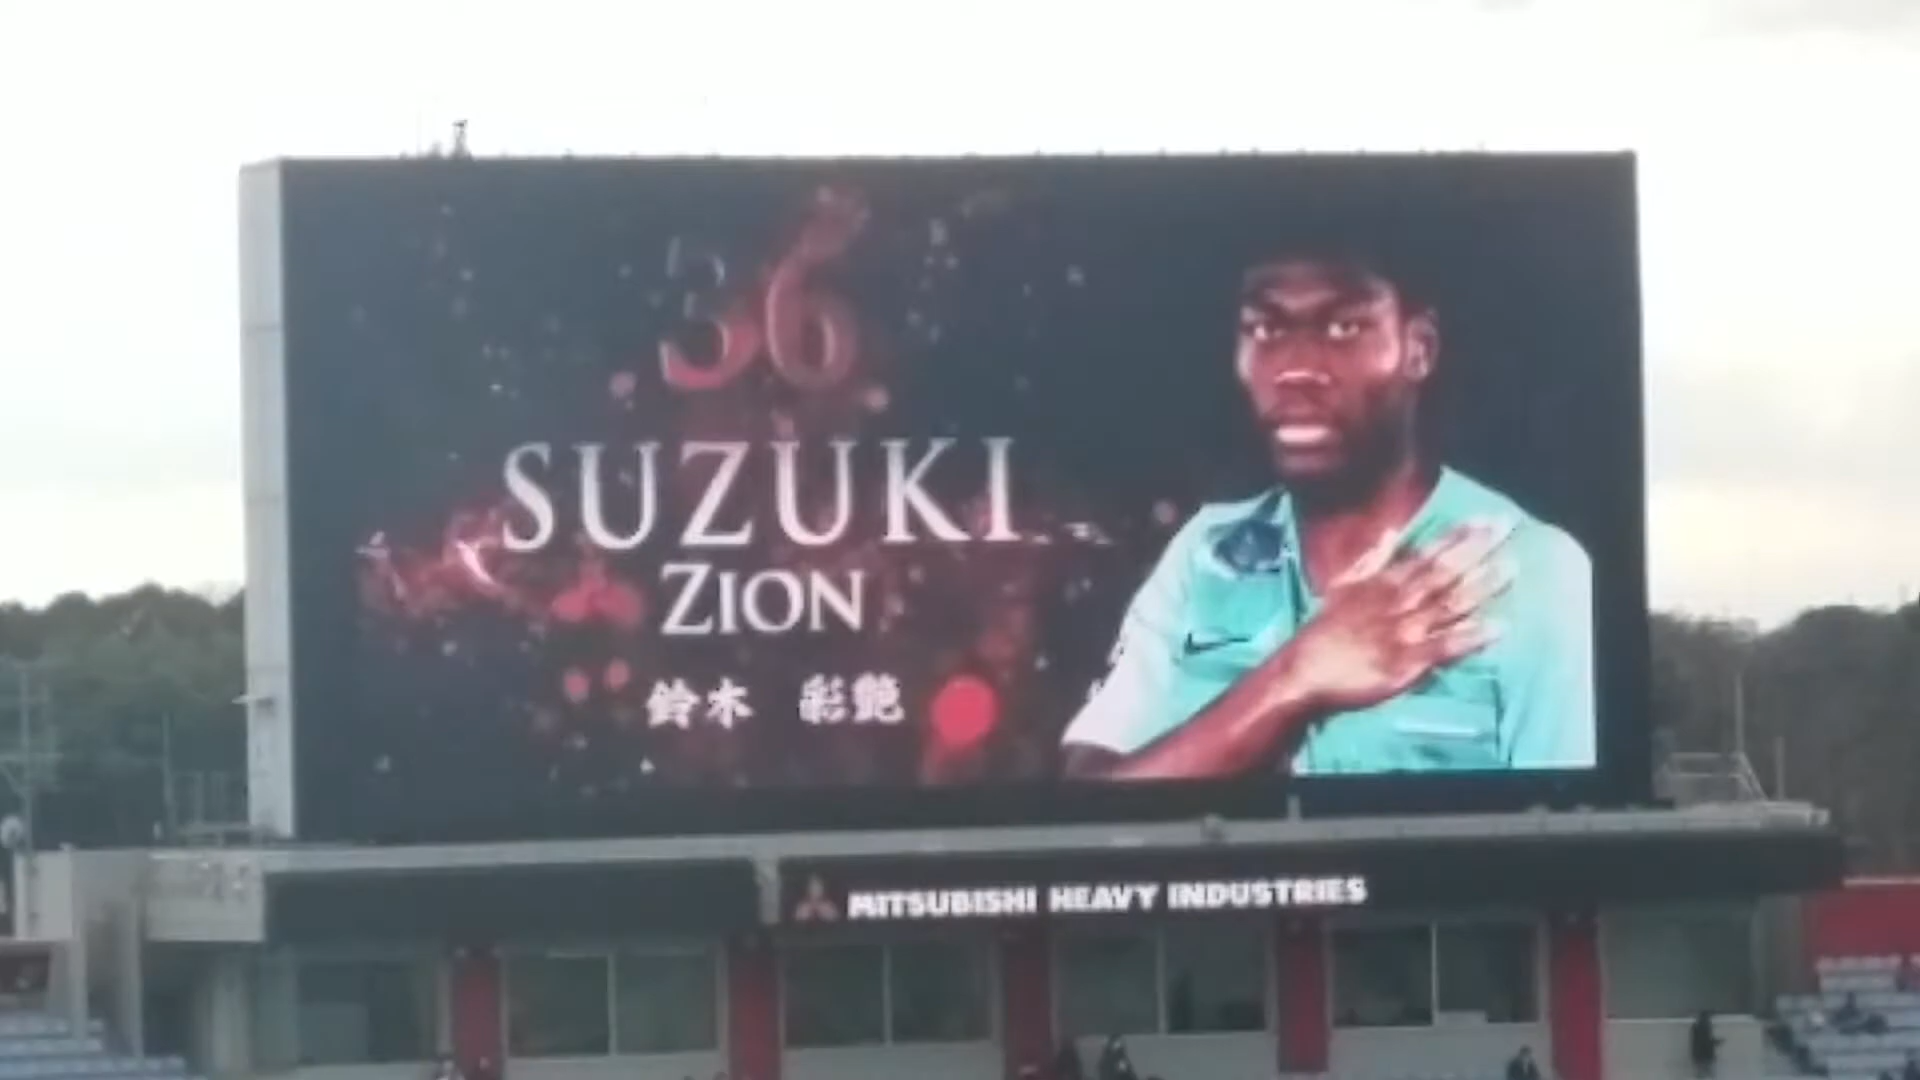 36
SUZUKI
ZION
鈴木 彩艶
MITSUBISHI HEAVY INDUSTRIES